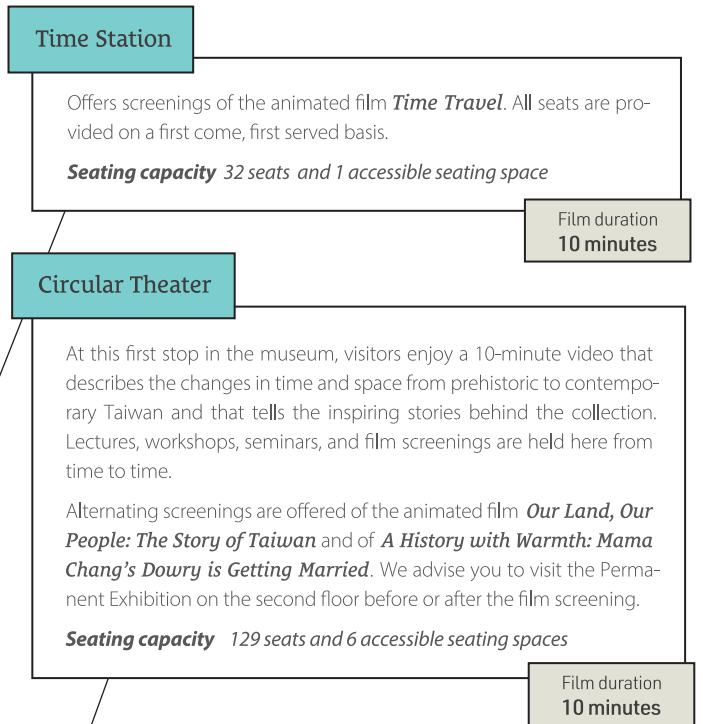 Time Station
Offers screenings of the animated film Time Travel. All seats are pro-
vided on a first come, first served basis.
Seating capacity 32 seats and 1 accessible seating space
Film duration
10 minutes
Circular Theater
At this first stop in the museum, visitors enjoy a 10-minute video that
describes the changes in time and space from prehistoric to contempo-
rary Taiwan and that tells the inspiring stories behind the collection.
Lectures, workshops, seminars, and film screenings are held here from
time to time.
Alternating screenings are offered of the animated film Our Land, Our
People: The Story of Taiwan and of A History with Warmth: Mama
Chang's Dowry is Getting Married. We advise you to visit the Perma-
nent Exhibition on the second floor before or after the film screening.
Seating capacity 129 seats and 6 accessible seating spaces
Film duration
10 minutes